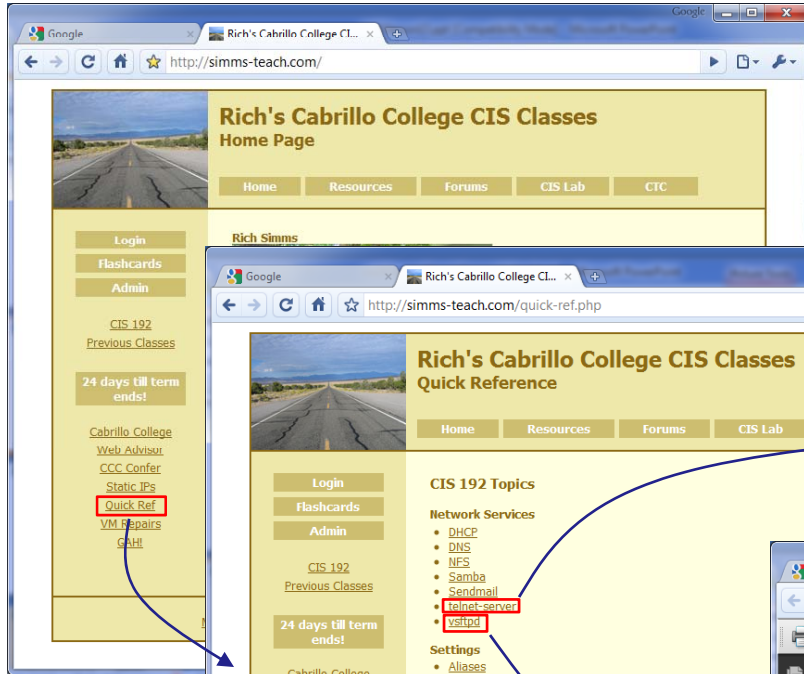 Google
Google
Rich's Cabrillo College CI...
http://simms-teach.com/
Rich's Cabrillo College CIS Classes
Home Page
Home
Resources
Forums
CIS Lab
CTC
Login
Flashcards
Admin
CIS 192
Previous Classes
24 days till term
ends!
Cabrillo College
Web Advisor
CCC Confer
Static IPs
Quick Ref
VM Repairs
GAH!
Rich Simms
Google
Rich's Cabrillo College CI...
http://simms-teach.com/quick-ref.php
Rich's Cabrillo College CIS Classes
Quick Reference
Home
Resources
Forums
CIS Lab
Login
Flashcards
Admin
CIS 192
Previous Classes
24 days till term
ends!
Cabrillo College
CIS 192 Topics
Network Services
DHCP
DNS
NFS
Samba
Sendmail
telnet-server
vsftpd
Settings
Aliases